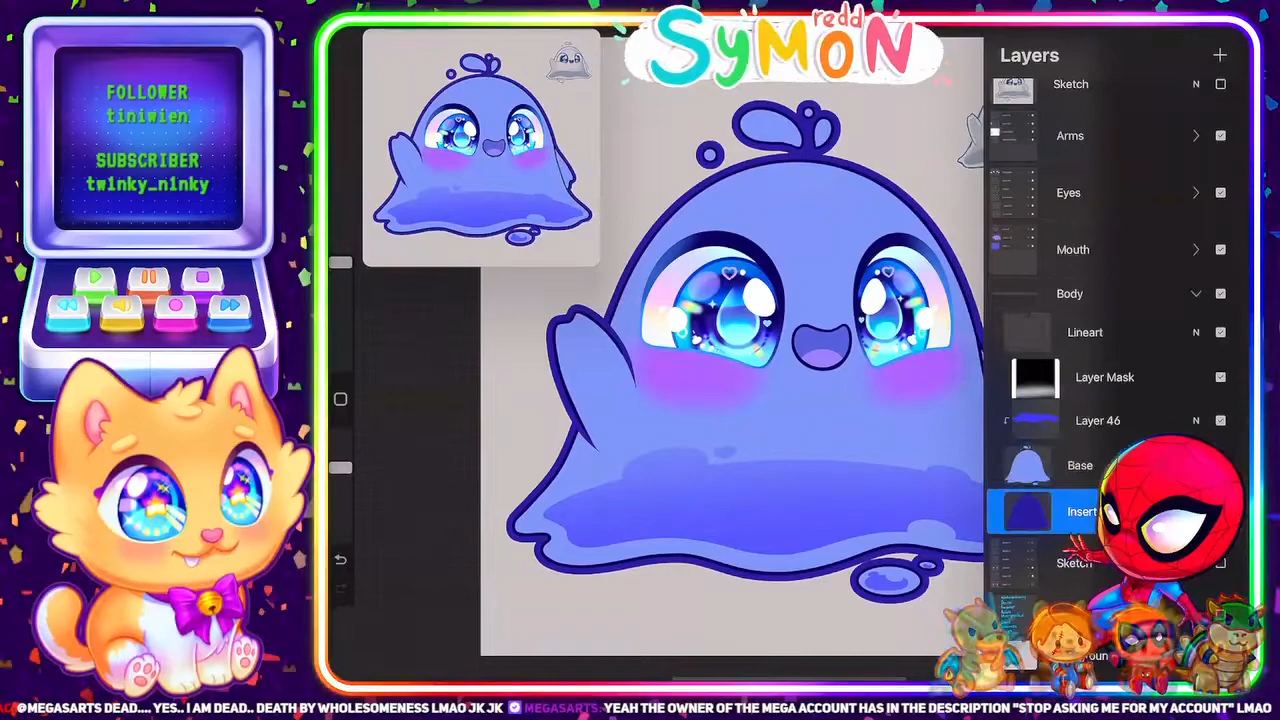 redd
SyMON
FOLLOWER
tiniwien
SUBSCRIBER
tw1nky_n1nky
Layers
Sketch
N
Arms
Eyes
Mouth
Body
Lineart
N
Layer Mask
Layer 46
N
Base
Insert
Sketch
@MEGASARTS DEAD.... YES.. I AM DEAD.. DEATH BY WHOLESOMENESS LMAO JK JK
MEGASARTS: YEAH THE OWNER OF THE MEGA ACCOUNT HAS IN THE DESCRIPTION "STOP ASKING ME FOR MY ACCOUNT" LMAO